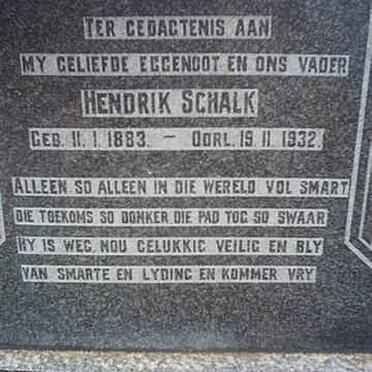 TER GEDACTENIS AAN
MY GELIEFDE EGGENOOT EN ONS VADER
HENDRIK SCHALK
GEB. 11. 1. 1883. — OORL. 19. 11. 1932.
ALLEEN SO ALLEEN IN DIE WERELD VOL SMART
DIE TOEKOMS SO DONKER DIE PAD TOG SO SWAAR
HY IS WEG, NOU GELUKKIG VEILIG EN BLY
VAN SMARTE EN LYDING EN KOMMER VRY